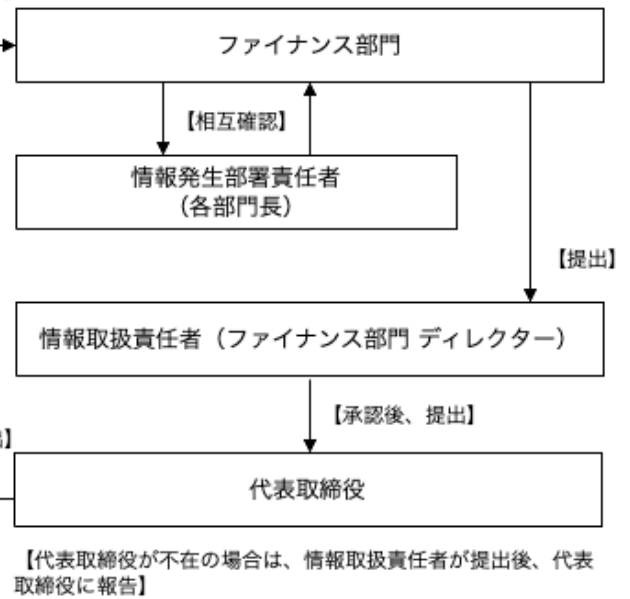 ファイナンス部門
【相互確認】
情報発生部署責任者
（各部門長）
【提出】
情報取扱責任者（ファイナンス部門 ディレクター）
【承認後、提出】
】
代表取締役
【代表取締役が不在の場合は、情報取扱責任者が提出後、代表
取締役に報告】